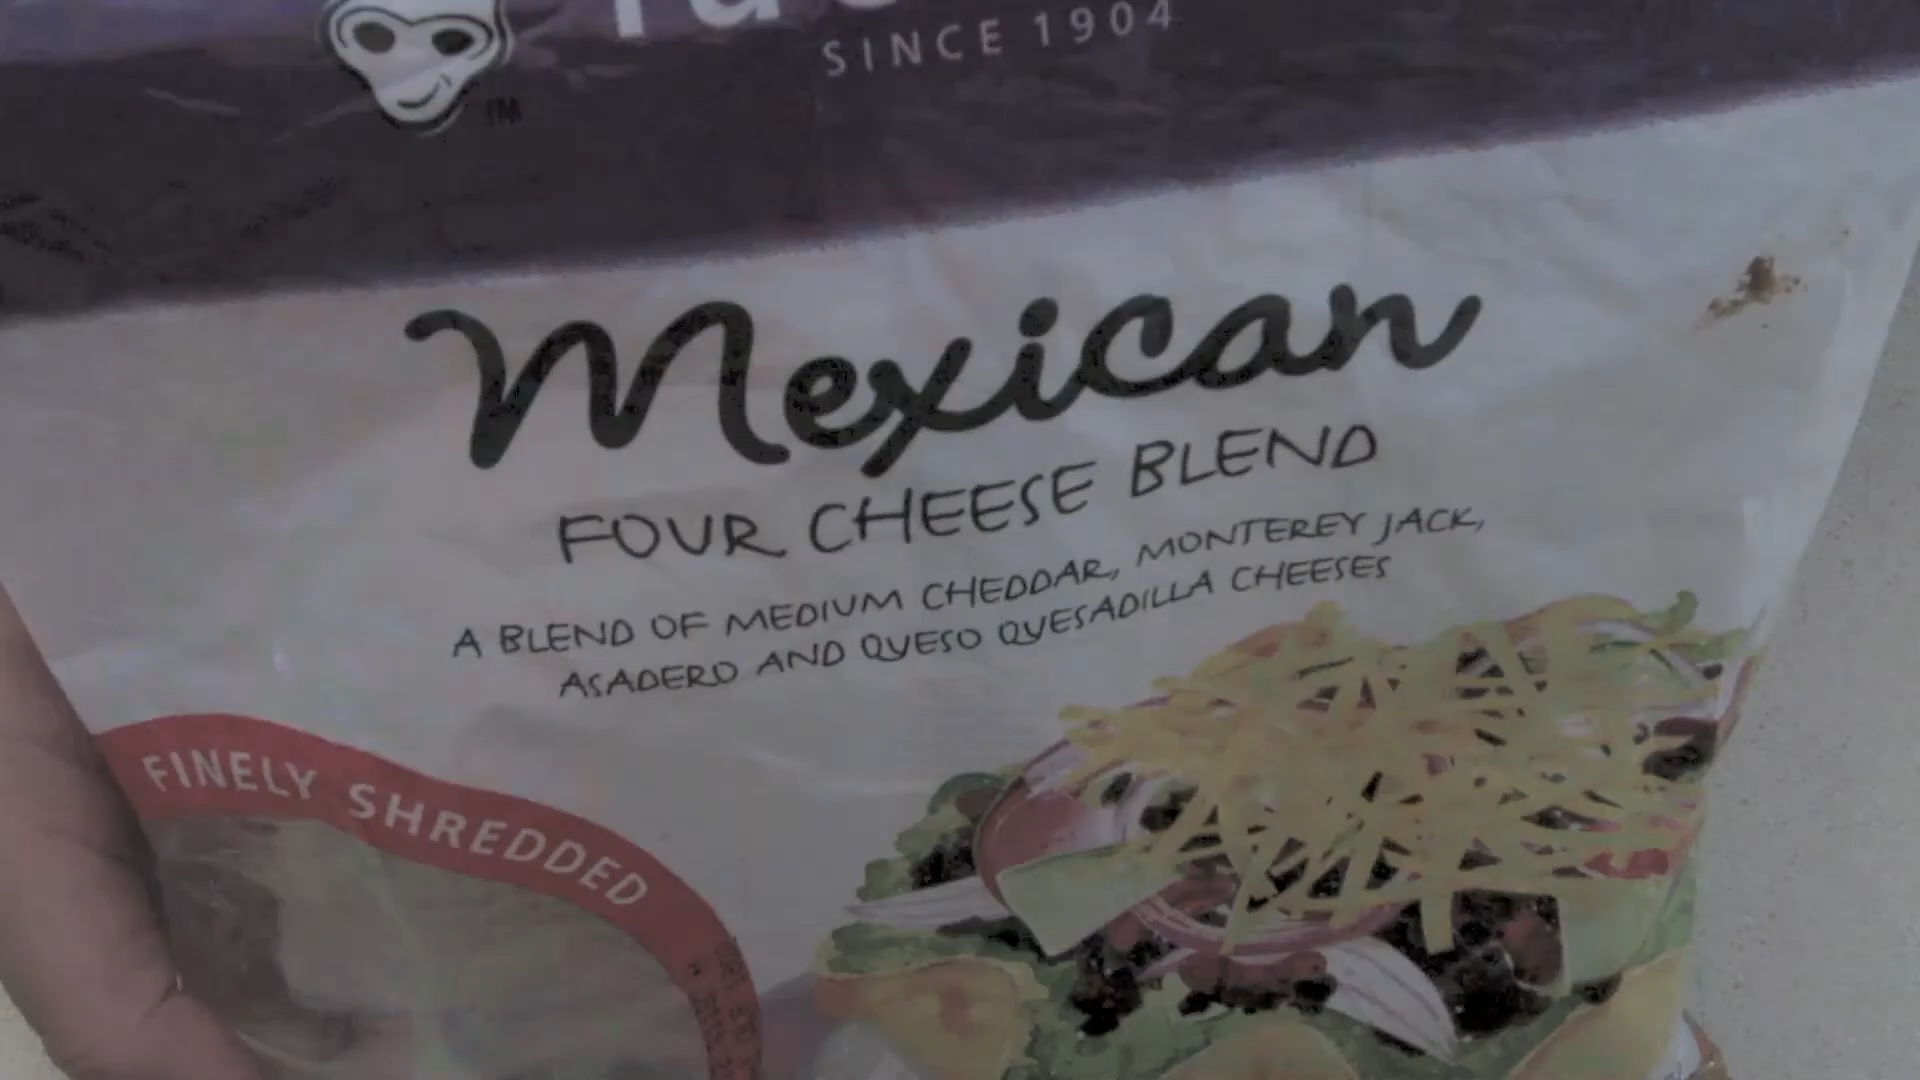 SINCE 1904
TM
Mexican
FOUR CHEESE BLEND
A BLEND OF MEDIUM CHEDDAR, MONTEREY JACK,
ASADERO AND QUESO QUESADILLA CHEESES
FINELY SHREDDED